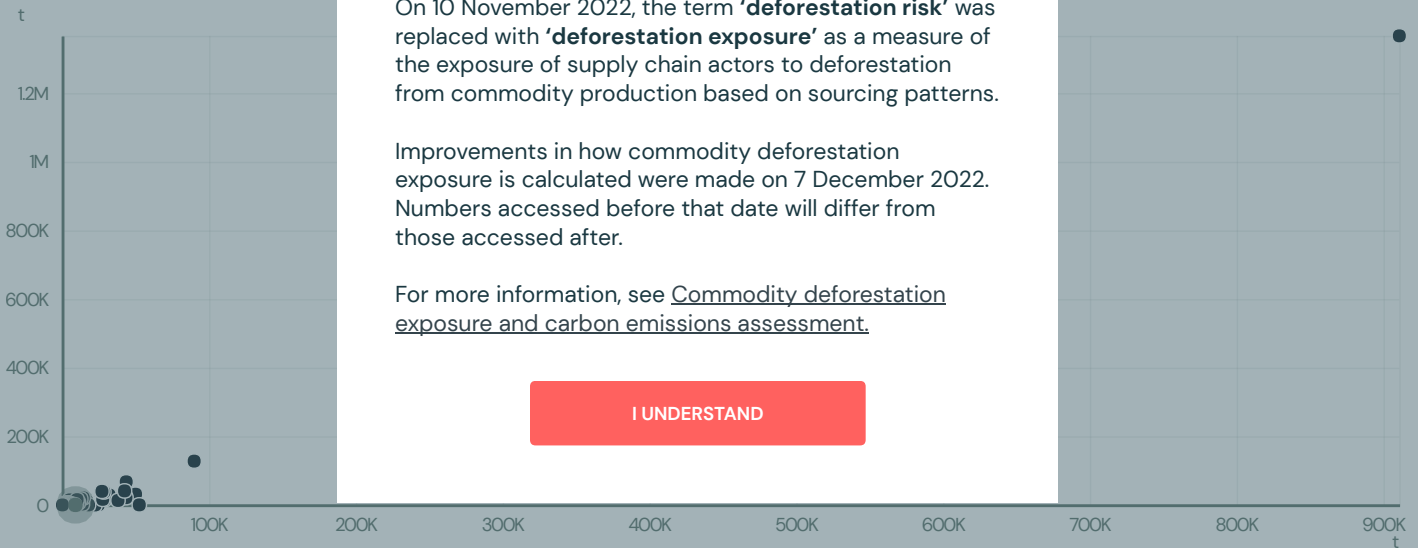 t
On 10 November 2022, the term ‘deforestation risk’ was
replaced with ‘deforestation exposure’ as a measure of
the exposure of supply chain actors to deforestation
from commodity production based on sourcing patterns.
Improvements in how commodity deforestation
exposure is calculated were made on 7 December 2022.
Numbers accessed before that date will differ from
those accessed after.
For more information, see Commodity deforestation
exposure and carbon emissions assessment.
I UNDERSTAND
1.2M
1M
800K
600K
400K
200K
0
100K 200K 300K 400K 500K 600K 700K 800K 900K
t